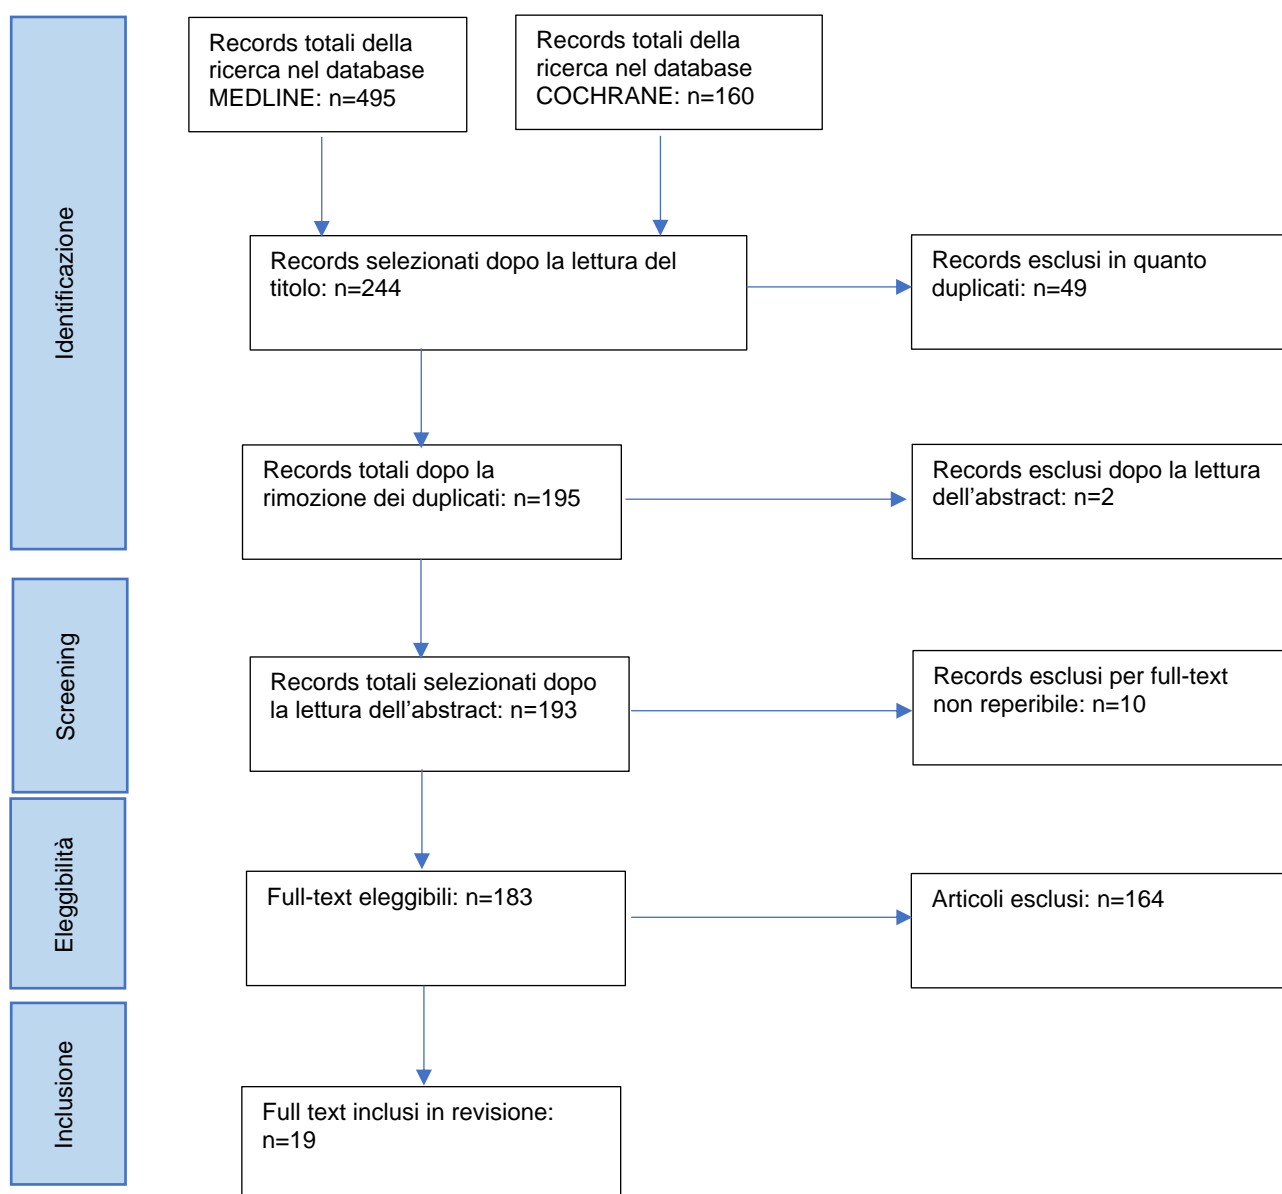 Identificazione
Records totali della
ricerca nel database
MEDLINE: n=495
Records totali della
ricerca nel database
COCHRANE: n=160
Records selezionati dopo la lettura del
titolo: n=244
Records esclusi in quanto
duplicati: n=49
Records totali dopo la
rimozione dei duplicati: n=195
Records esclusi dopo la lettura
dell’abstract: n=2
Screening
Records totali selezionati dopo
la lettura dell’abstract: n=193
Records esclusi per full-text
non reperibile: n=10
Eleggibilità
Full-text eleggibili: n=183
Articoli esclusi: n=164
Inclusione
Full text inclusi in revisione:
n=19